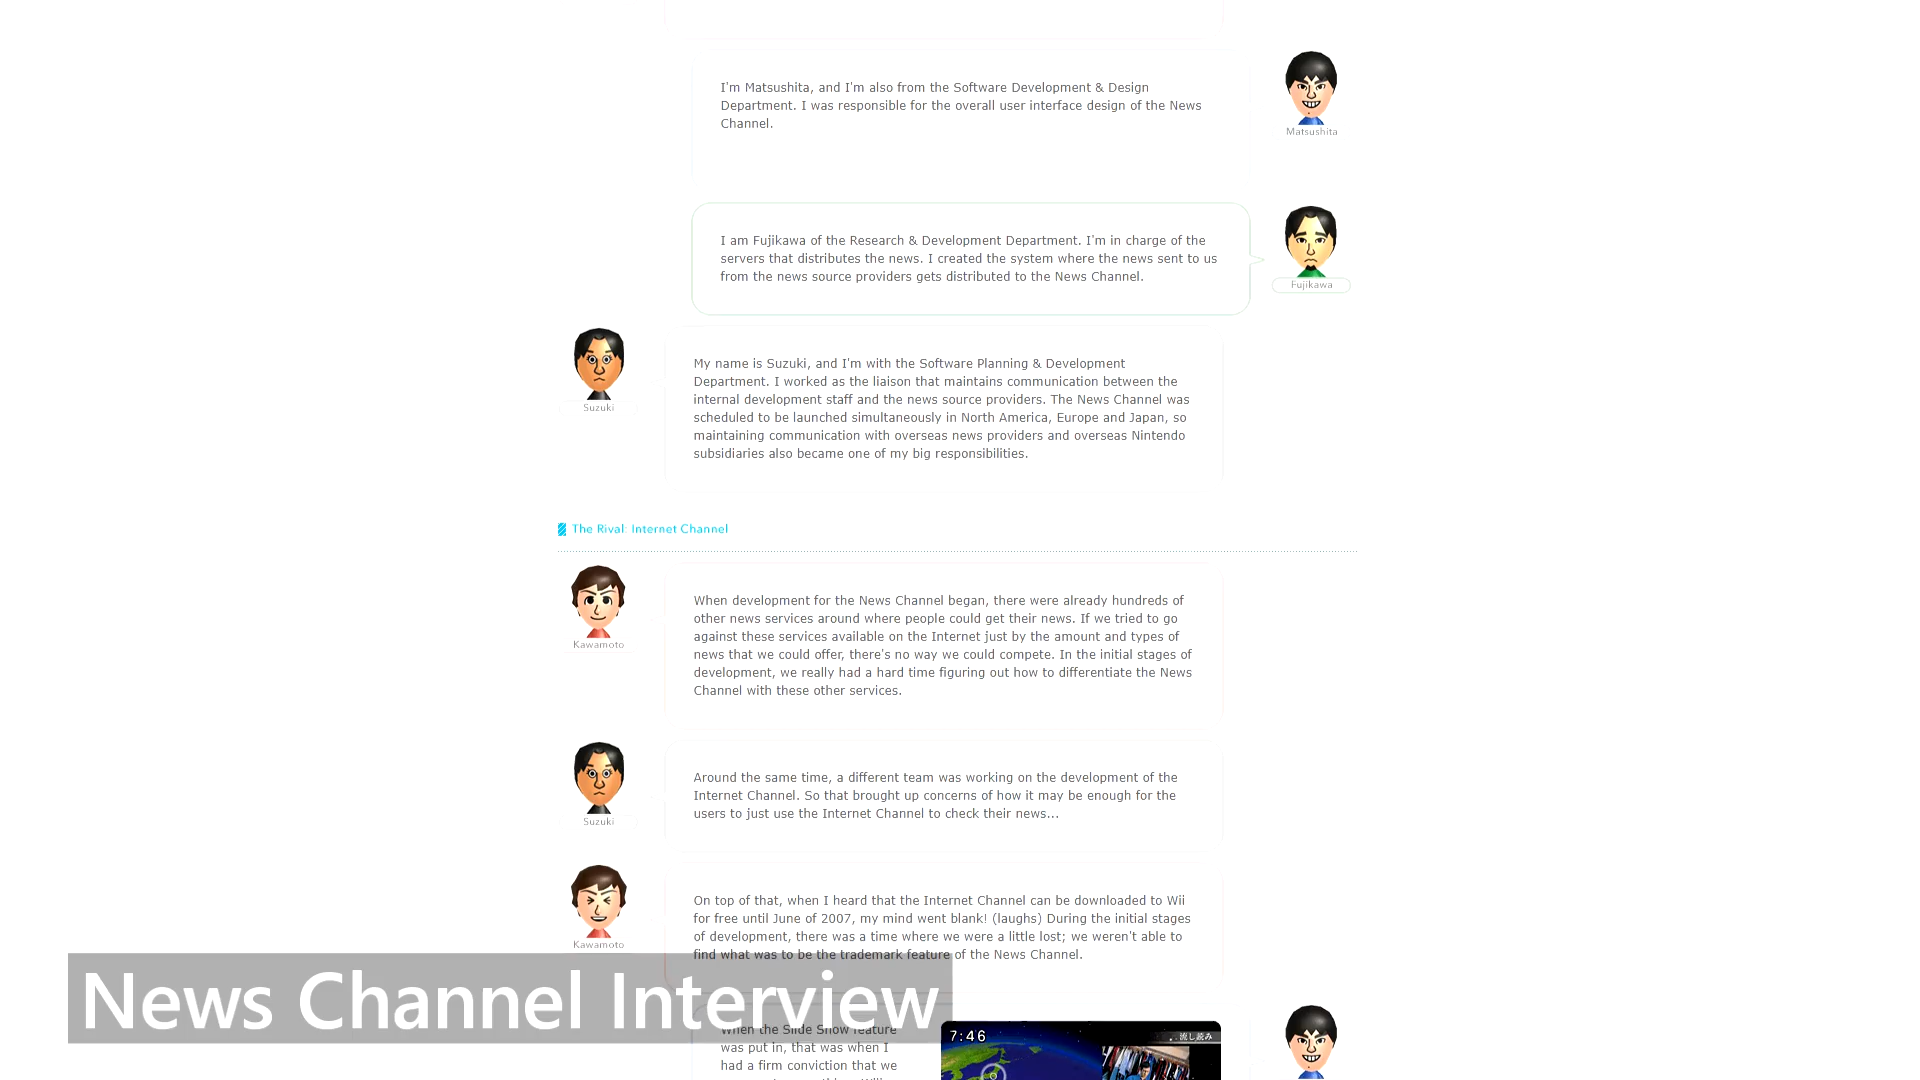 I'm Matsushita, and I'm also from the Software Development & Design
Department. I was responsible for the overall user interface design of the News
Channel.
Matsushita
I am Fujikawa of the Research & Development Department. I'm in charge of the
servers that distributes the news. I created the system where the news sent to us
from the news source providers gets distributed to the News Channel.
Fujikawa
My name is Suzuki, and I'm with the Software Planning & Development
Department. I worked as the liaison that maintains communication between the
internal development staff and the news source providers. The News Channel was
scheduled to be launched simultaneously in North America, Europe and Japan, so
maintaining communication with overseas news providers and overseas Nintendo
subsidiaries also became one of my big responsibilities.
Suzuki
The Rival: Internet Channel
When development for the News Channel began, there were already hundreds of
other news services around where people could get their news. If we tried to go
against these services available on the Internet just by the amount and types of
news that we could offer, there's no way we could compete. In the initial stages of
development, we really had a hard time figuring out how to differentiate the News
Channel with these other services.
Kawamoto
Around the same time, a different team was working on the development of the
Internet Channel. So that brought up concerns of how it may be enough for the
users to just use the Internet Channel to check their news...
Suzuki
On top of that, when I heard that the Internet Channel can be downloaded to Wii
for free until June of 2007, my mind went blank! (laughs) During the initial stages
of development, there was a time where we were a little lost; we weren't able to
find what was to be the trademark feature of the News Channel.
Kawamoto
News Channel Interview
When the Slide Show feature
was put in, that was when I
had a firm conviction that we
7:46
流し読み